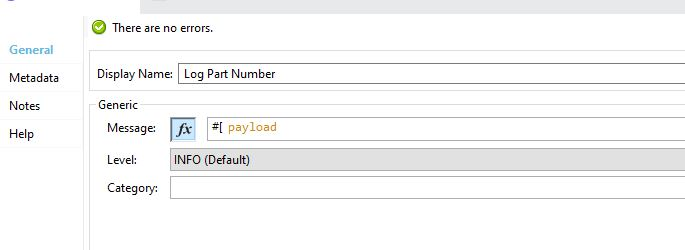 There are no errors.
General
Metadata
Notes
Help
Display Name: Log Part Number
Generic
Message: fx #[ payload
Level: INFO (Default)
Category: